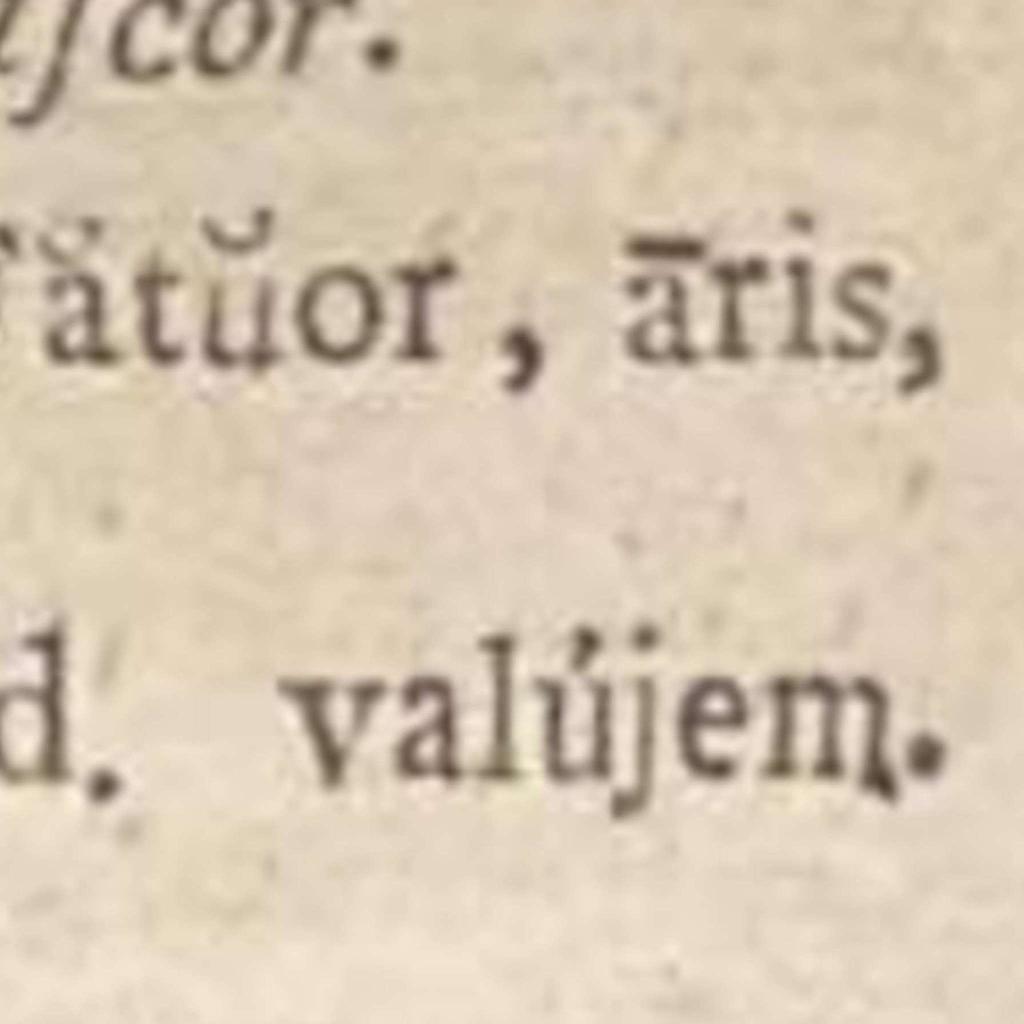 ſcor.
ătŭor, āris,
d. valújem̨.